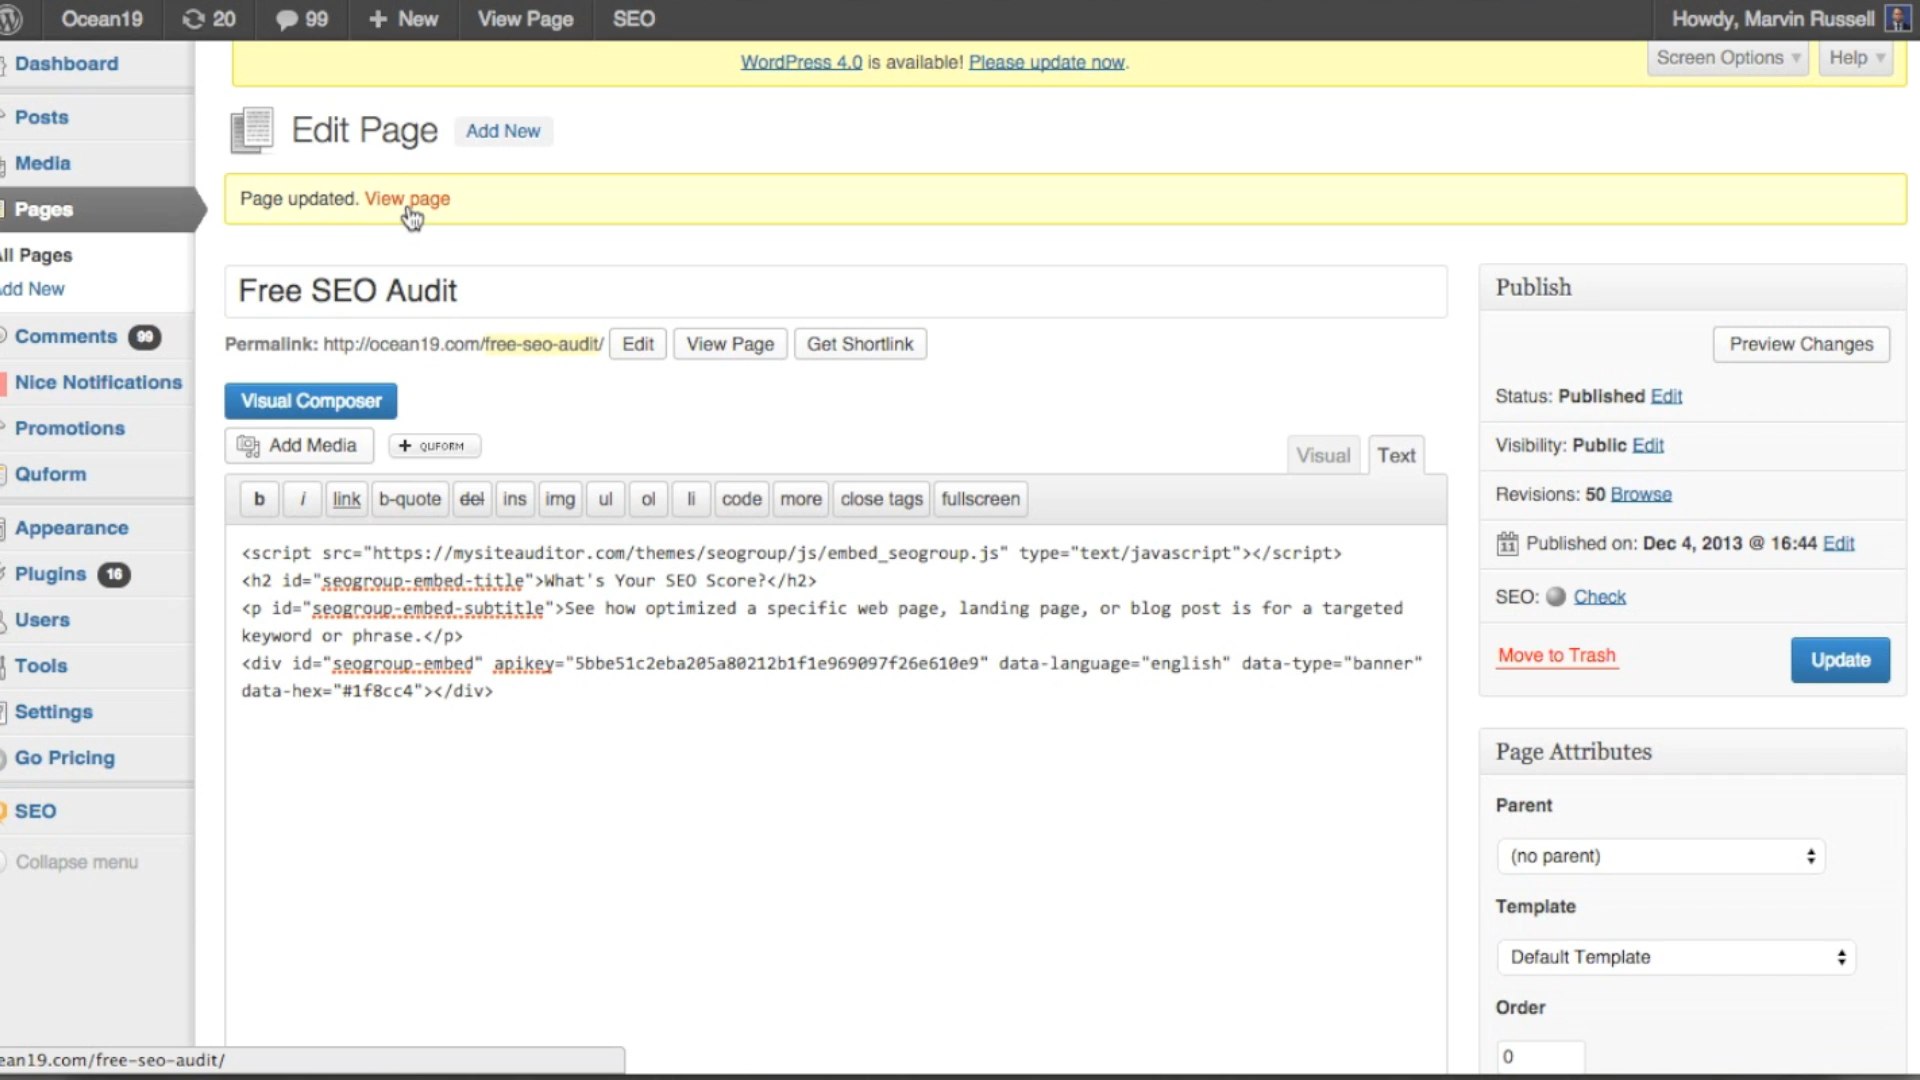 Ocean19 20 99 + New View Page SEO Howdy, Marvin Russell
WordPress 4.0 is available! Please update now.
Screen Options Help
Dashboard
Posts
Media
Pages
All Pages
Add New
Comments 99
Nice Notifications
Promotions
Quform
Appearance
Plugins 16
Users
Tools
Settings
Go Pricing
SEO
Collapse menu
Edit Page Add New
Page updated. View page
Free SEO Audit
Permalink: http://ocean19.com/free-seo-audit/ Edit View Page Get Shortlink
Visual Composer
Add Media + QUFORM
Visual Text
b i link b-quote del ins img ul ol li code more close tags fullscreen
<script src="https://mysiteauditor.com/themes/seogroup/js/embed_seogroup.js" type="text/javascript"></script>
<h2 id="seogroup-embed-title">What's Your SEO Score?</h2>
<p id="seogroup-embed-subtitle">See how optimized a specific web page, landing page, or blog post is for a targeted
keyword or phrase.</p>
<div id="seogroup-embed" apikey="5bbe51c2eba205a80212b1f1e969097f26e610e9" data-language="english" data-type="banner"
data-hex="#1f8cc4"></div>
Publish
Preview Changes
Status: Published Edit
Visibility: Public Edit
Revisions: 50 Browse
11 Published on: Dec 4, 2013 @ 16:44 Edit
SEO: Check
Move to Trash Update
Page Attributes
Parent
(no parent)
Template
Default Template
Order
0
ean19.com/free-seo-audit/